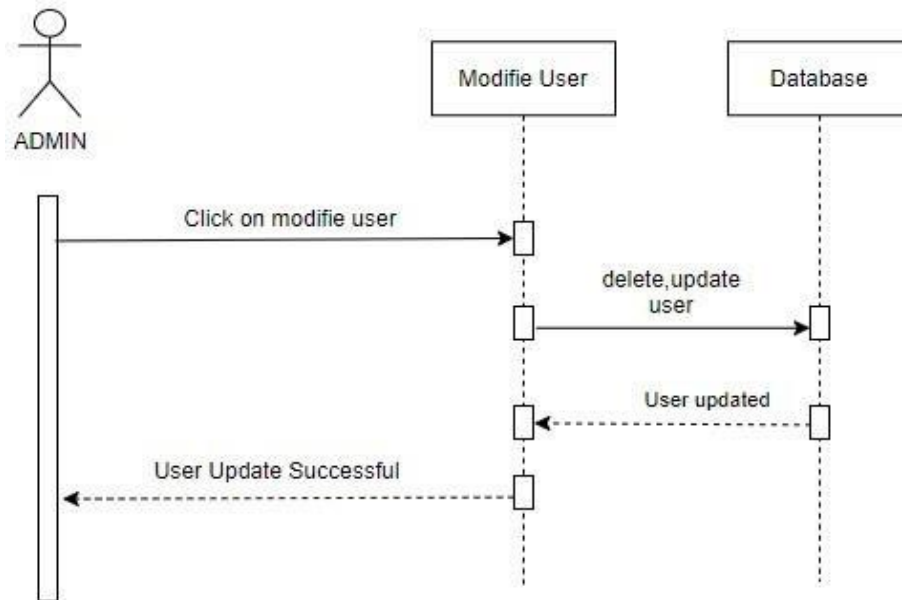 Modifie User
Database
ADMIN
Click on modifie user
delete,update
user
User updated
User Update Successful